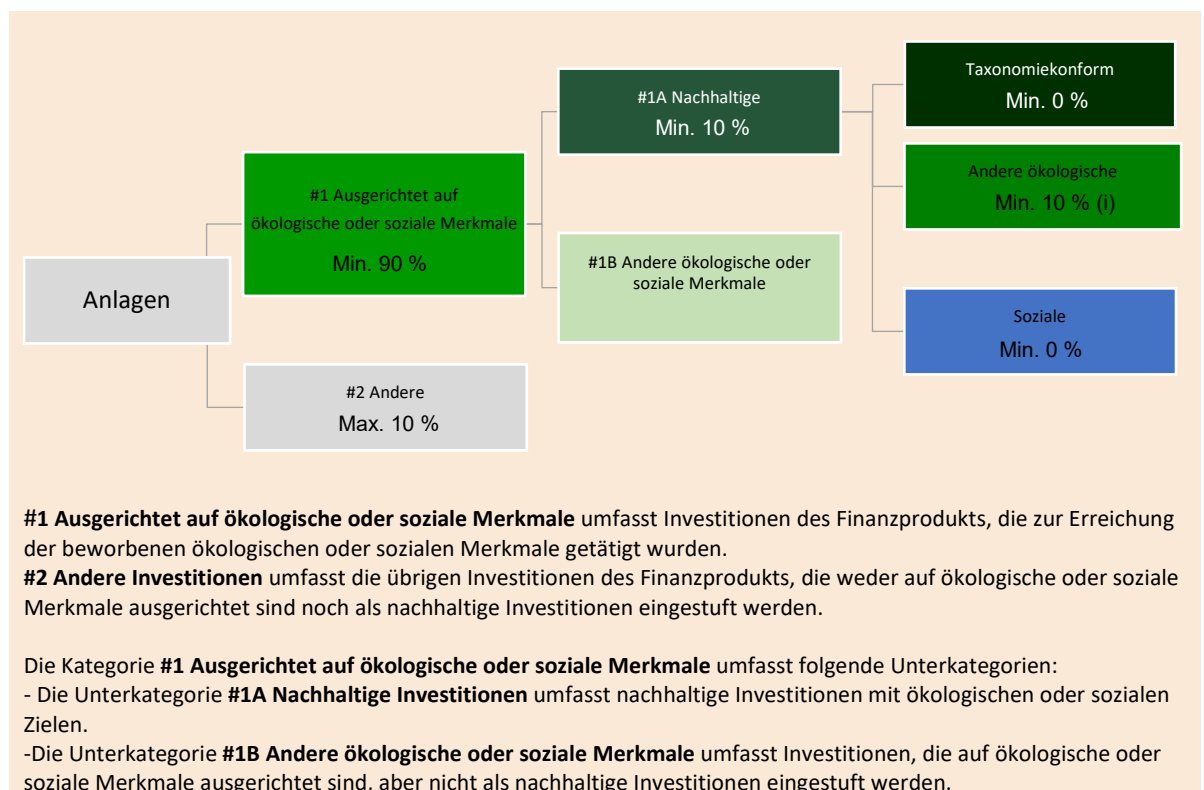 Anlagen
#1 Ausgerichtet auf
ökologische oder soziale Merkmale
Min. 90 %
#2 Andere
Max. 10 %
#1A Nachhaltige
Min. 10 %
#1B Andere ökologische oder
soziale Merkmale
Taxonomiekonform
Min. 0 %
Andere ökologische
Min. 10 % (i)
Soziale
Min. 0 %
#1 Ausgerichtet auf ökologische oder soziale Merkmale umfasst Investitionen des Finanzprodukts, die zur Erreichung
der beworbenen ökologischen oder sozialen Merkmale getätigt wurden.
#2 Andere Investitionen umfasst die übrigen Investitionen des Finanzprodukts, die weder auf ökologische oder soziale
Merkmale ausgerichtet sind noch als nachhaltige Investitionen eingestuft werden.
Die Kategorie #1 Ausgerichtet auf ökologische oder soziale Merkmale umfasst folgende Unterkategorien:
- Die Unterkategorie #1A Nachhaltige Investitionen umfasst nachhaltige Investitionen mit ökologischen oder sozialen
Zielen.
-Die Unterkategorie #1B Andere ökologische oder soziale Merkmale umfasst Investitionen, die auf ökologische oder
soziale Merkmale ausgerichtet sind, aber nicht als nachhaltige Investitionen eingestuft werden.